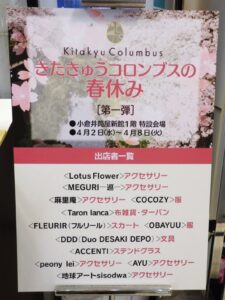 Kitakyu Columbus
きたきゅうコロンブスの
春休み
[第一弾]
●小倉井筒屋新館1階 特設会場
●4月2日(水)～4月8日(火)
出店者一覧
<Lotus Flower>アクセサリー
<MEGURI―巡―>アクセサリー
<麻里庵>アクセサリー <COCOZY>服
<Taron Ianca>布雑貨・ターバン
<FLEURIR(フルリール)>スカート <OBAYUU>服
<DDD(Duo DESAKI DEPO)>文具
<ACCENTI>ステンドグラス
<peony lei>アクセサリー <AYU>アクセサリー
<地球アートsisodwa>アクセサリー